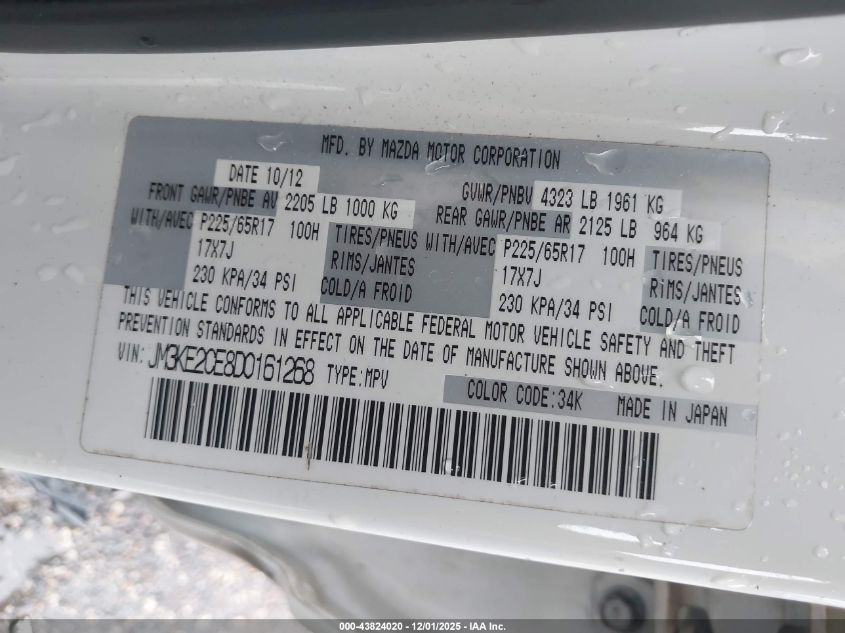 MFD. BY MAZDA MOTOR CORPORATION
DATE 10/12 GVWR/PNBV 4323 LB 1961 KG
FRONT GAWR/PNBE AV 2205 LB 1000 KG REAR GAWR/PNBE AR 2125 LB 964 KG
WITH/AVEC P225/65R17 100H TIRES/PNEUS WITH/AVEC P225/65R17 100H TIRES/PNEUS
17X7J RIMS/JANTES 17X7J RiMS/JANTES
230 KPA/34 PSI COLD/A FROID 230 KPA/34 PSI COLD/A FROID
THIS VEHICLE CONFORMS TO ALL APPLICABLE FEDERAL MOTOR VEHICLE SAFETY AND THEFT
PREVENTION STANDARDS IN EFFECT ON THE DATE OF MANUFACTURE SHOWN ABOVE.
VIN: JM3KE2CE8D0161268 TYPE:MPV
COLOR CODE:34K MADE IN JAPAN
000-43824020 - 12/01/2025 - IAA Inc.